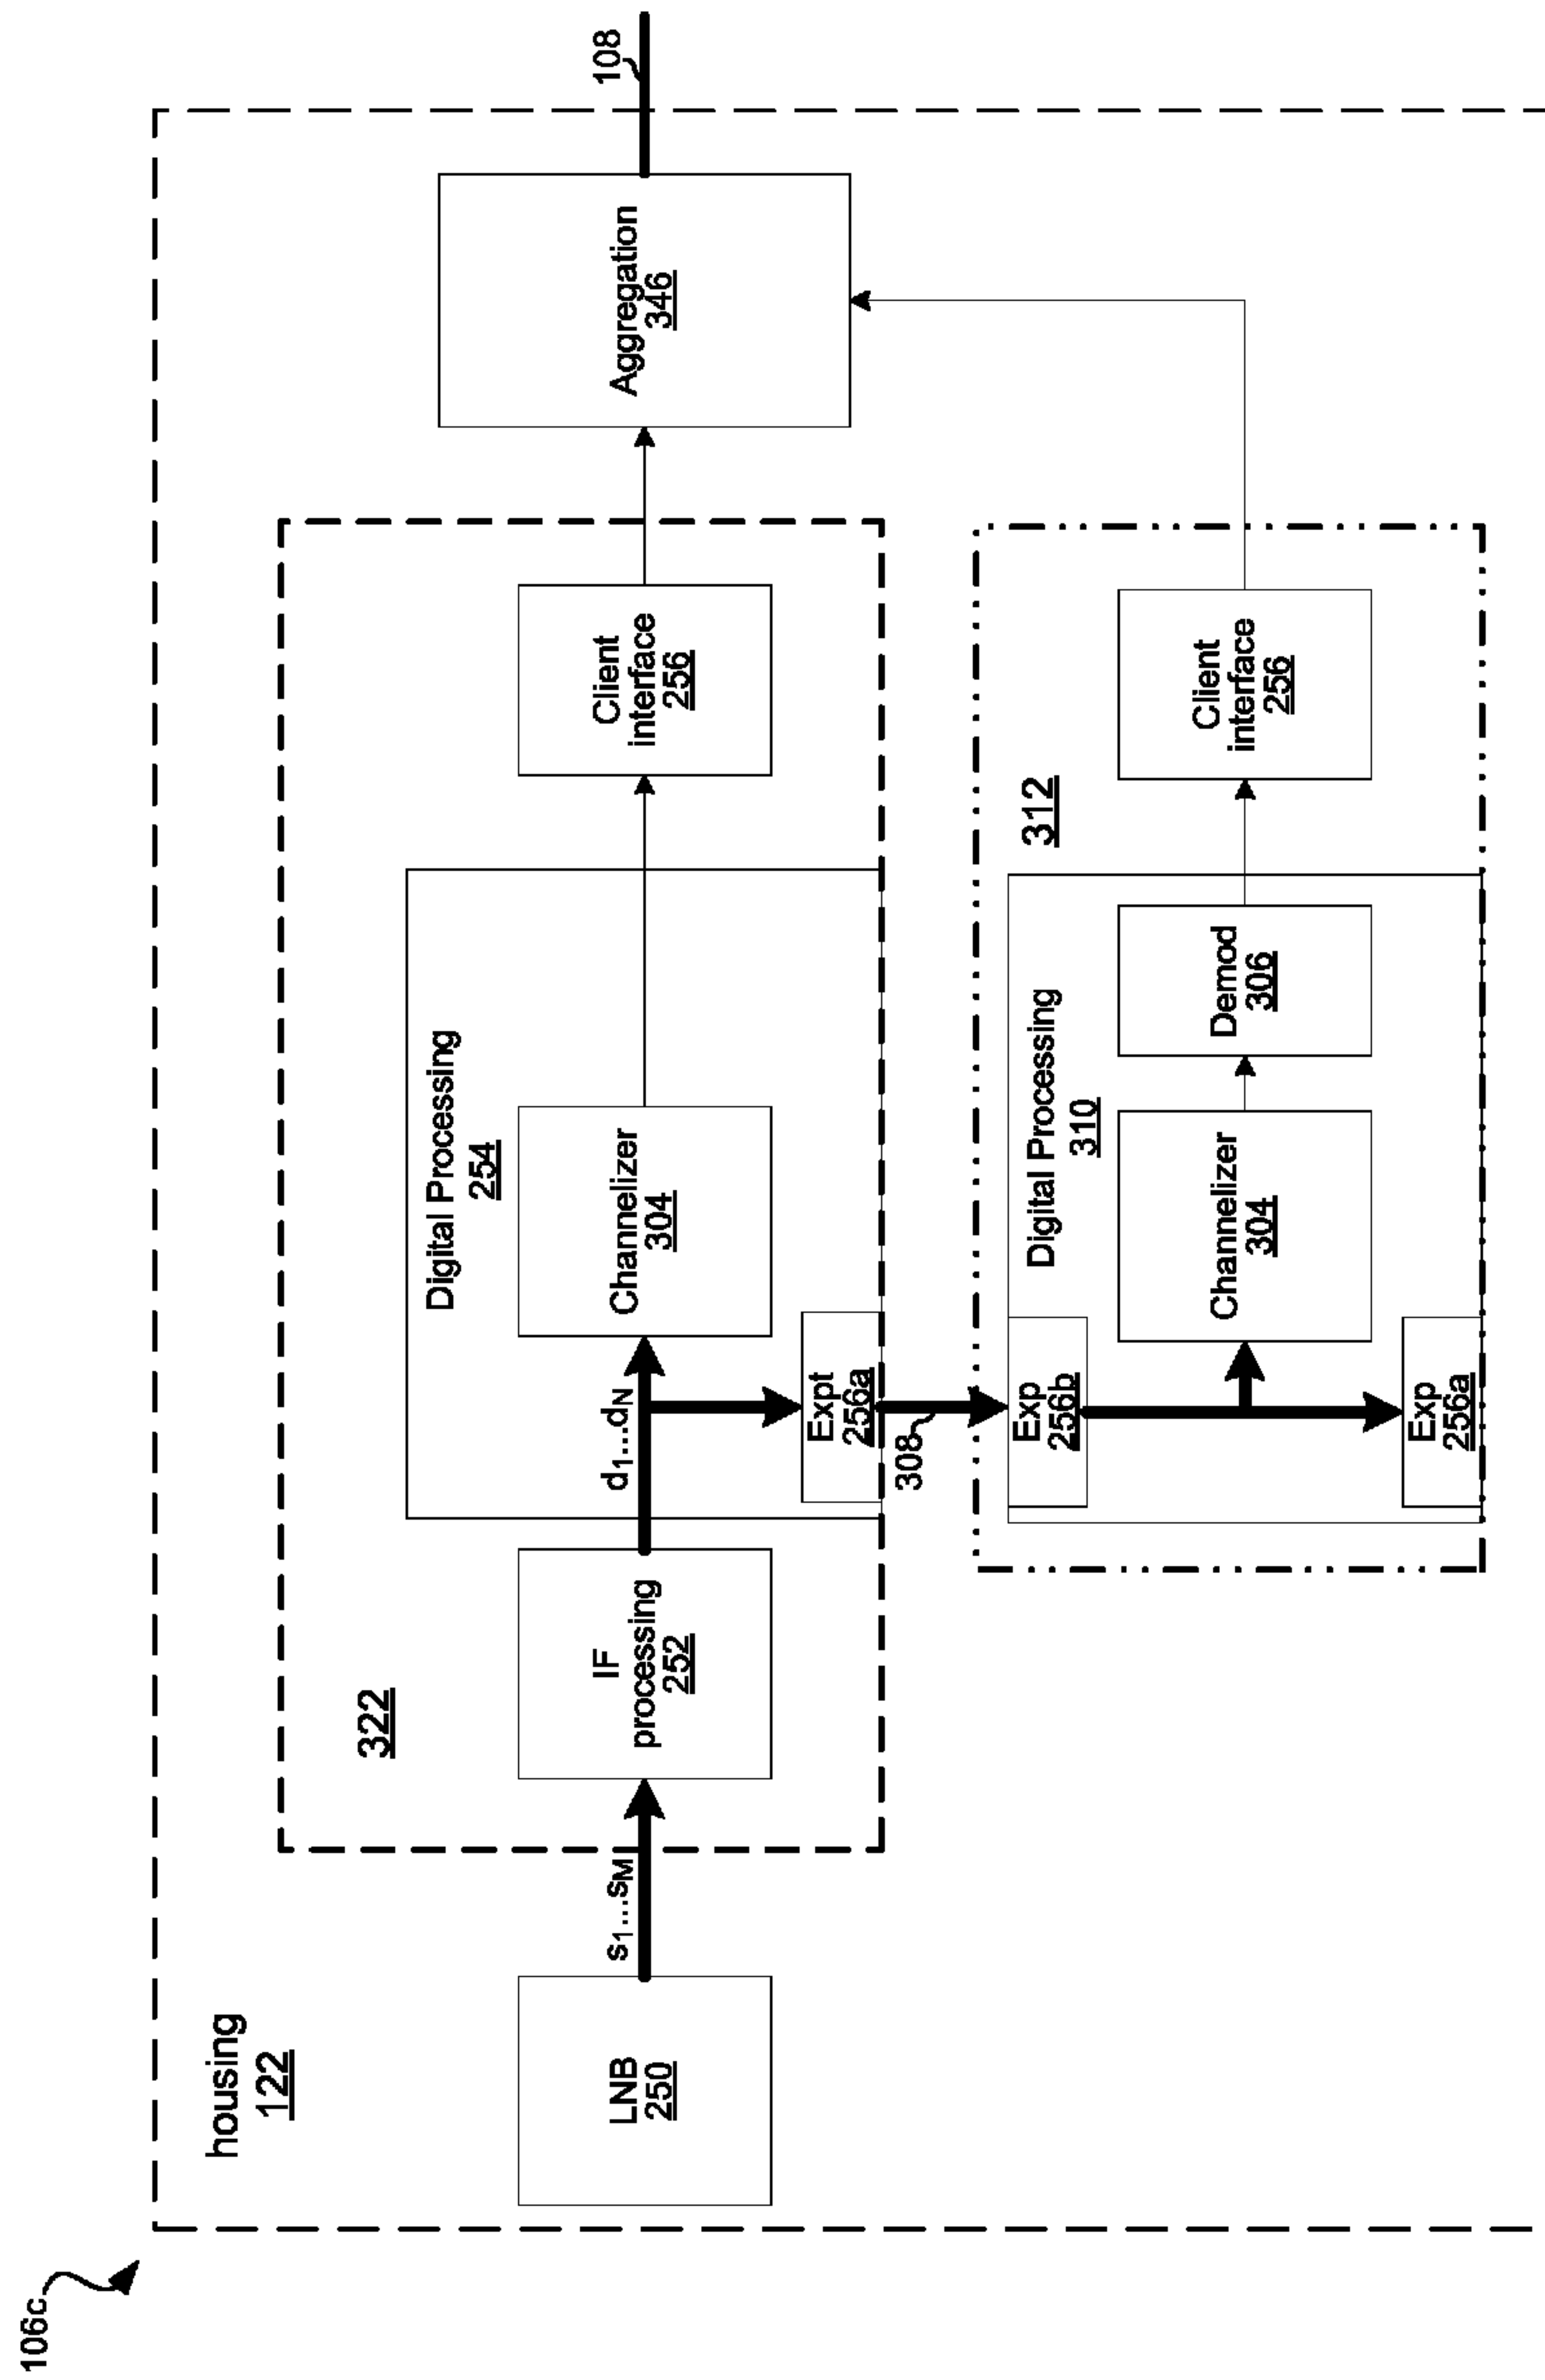 106c
housing
122
322
LNB
250
s1...sM
IF
processing
252
Digital Processing
254
d1...dN
Channelizer
304
Expt
256a
Client
interface
256
Aggregation
346
108
308
312
Digital Processing
310
Exp
256b
Channelizer
304
Demod
306
Exp
256a
Client
interface
256